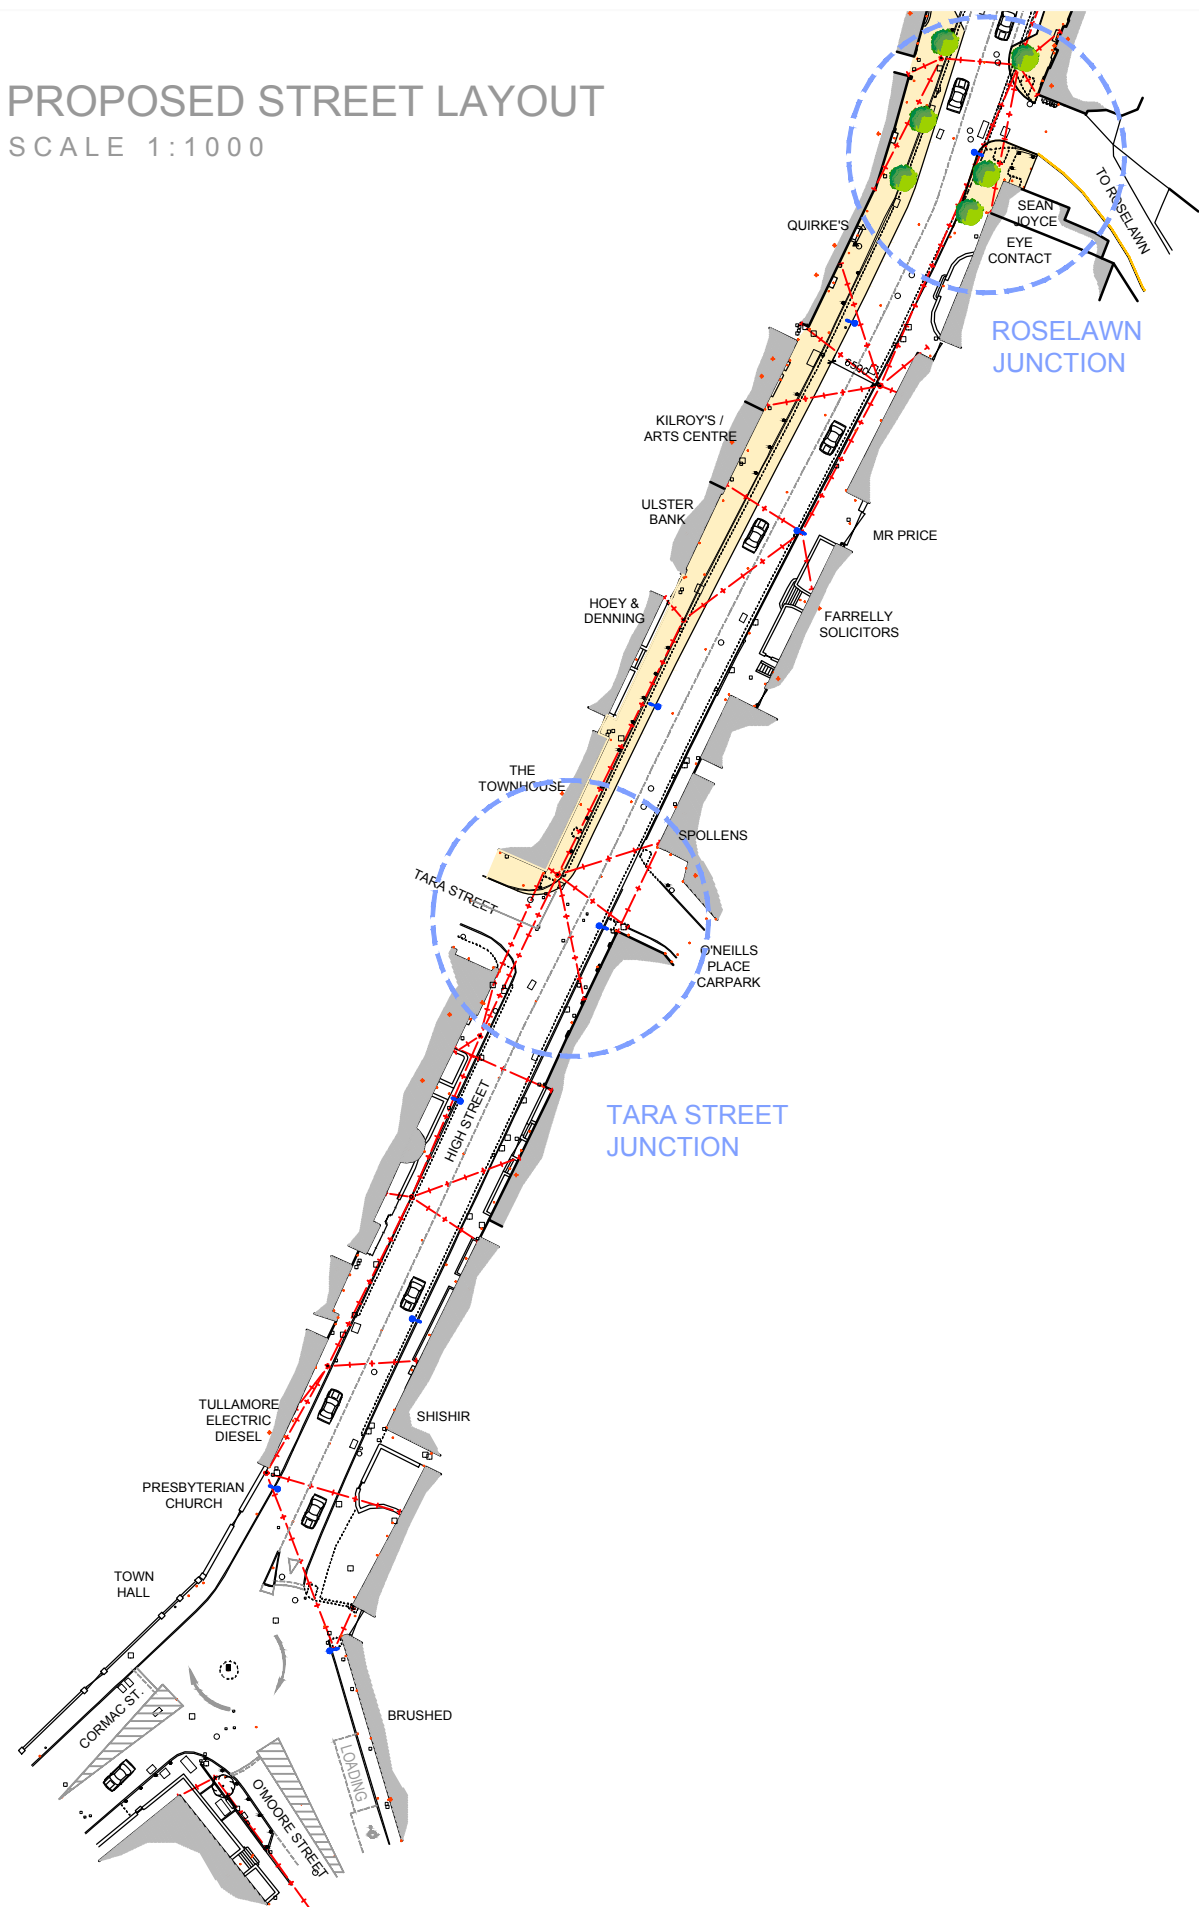 PROPOSED STREET LAYOUT
SCALE 1:1000
TO ROSELAWN
SEAN
JOYCE
EYE
CONTACT
QUIRKE'S
ROSELAWN
JUNCTION
6500
KILROY'S /
ARTS CENTRE
ULSTER
BANK
MR PRICE
HOEY &
DENNING
FARRELLY
SOLICITORS
THE
TOWNHOUSE
SPOLLENS
TARA STREET
O'NEILLS
PLACE
CARPARK
HIGH STREET
TARA STREET
JUNCTION
TULLAMORE
ELECTRIC
DIESEL
SHISHIR
PRESBYTERIAN
CHURCH
TOWN
HALL
CORMAC ST.
BRUSHED
LOADING
O'MOORE STREET